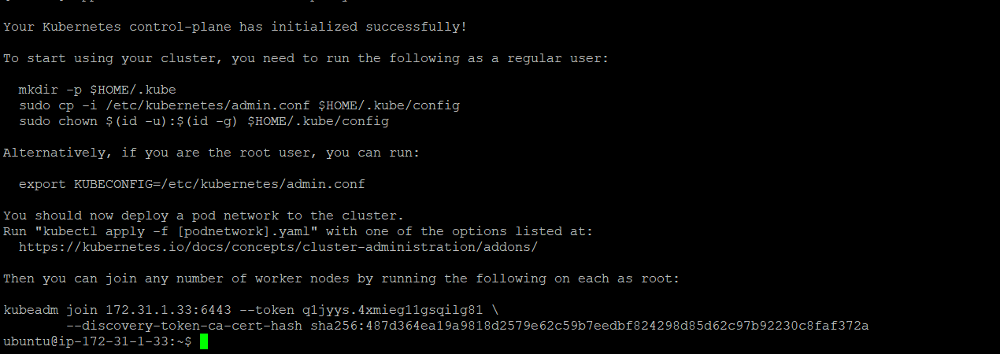 Your Kubernetes control-plane has initialized successfully!
To start using your cluster, you need to run the following as a regular user:
mkdir -p $HOME/.kube
sudo cp -i /etc/kubernetes/admin.conf $HOME/.kube/config
sudo chown $(id -u):$(id -g) $HOME/.kube/config
Alternatively, if you are the root user, you can run:
export KUBECONFIG=/etc/kubernetes/admin.conf
You should now deploy a pod network to the cluster.
Run "kubectl apply -f [podnetwork].yaml" with one of the options listed at:
https://kubernetes.io/docs/concepts/cluster-administration/addons/
Then you can join any number of worker nodes by running the following on each as root:
kubeadm join 172.31.1.33:6443 --token q1jyys.4xmieg11gsqilg81 \
--discovery-token-ca-cert-hash sha256:487d364ea19a9818d2579e62c59b7eedbf824298d85d62c97b92230c8faf372a
ubuntu@ip-172-31-1-33:~$